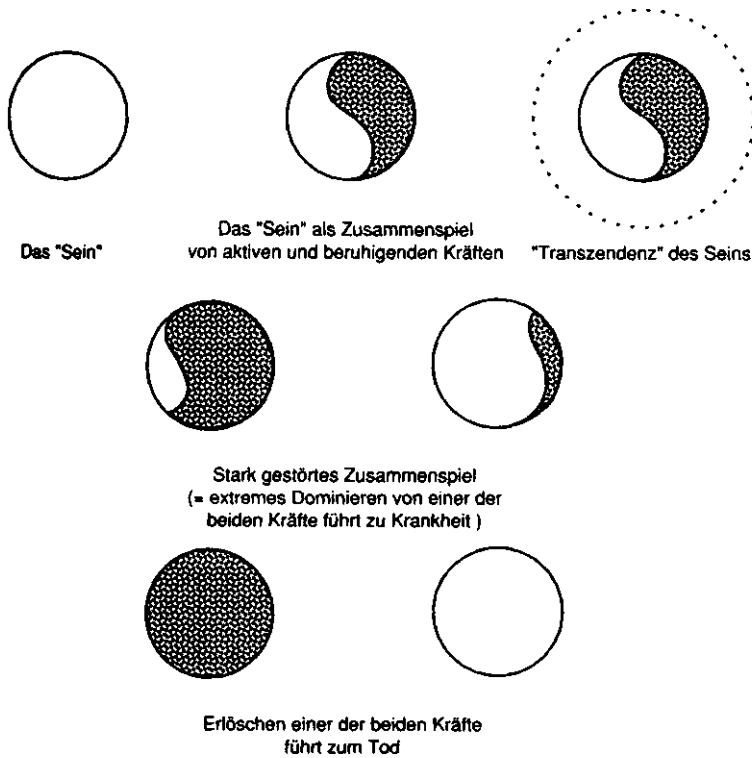 Das "Sein"
Das "Sein" als Zusammenspiel
von aktiven und beruhigenden Kräften
"Transzendenz" des Seins
Stark gestörtes Zusammenspiel
(= extremes Dominieren von einer der
beiden Kräfte führt zu Krankheit )
Erlöschen einer der beiden Kräfte
führt zum Tod